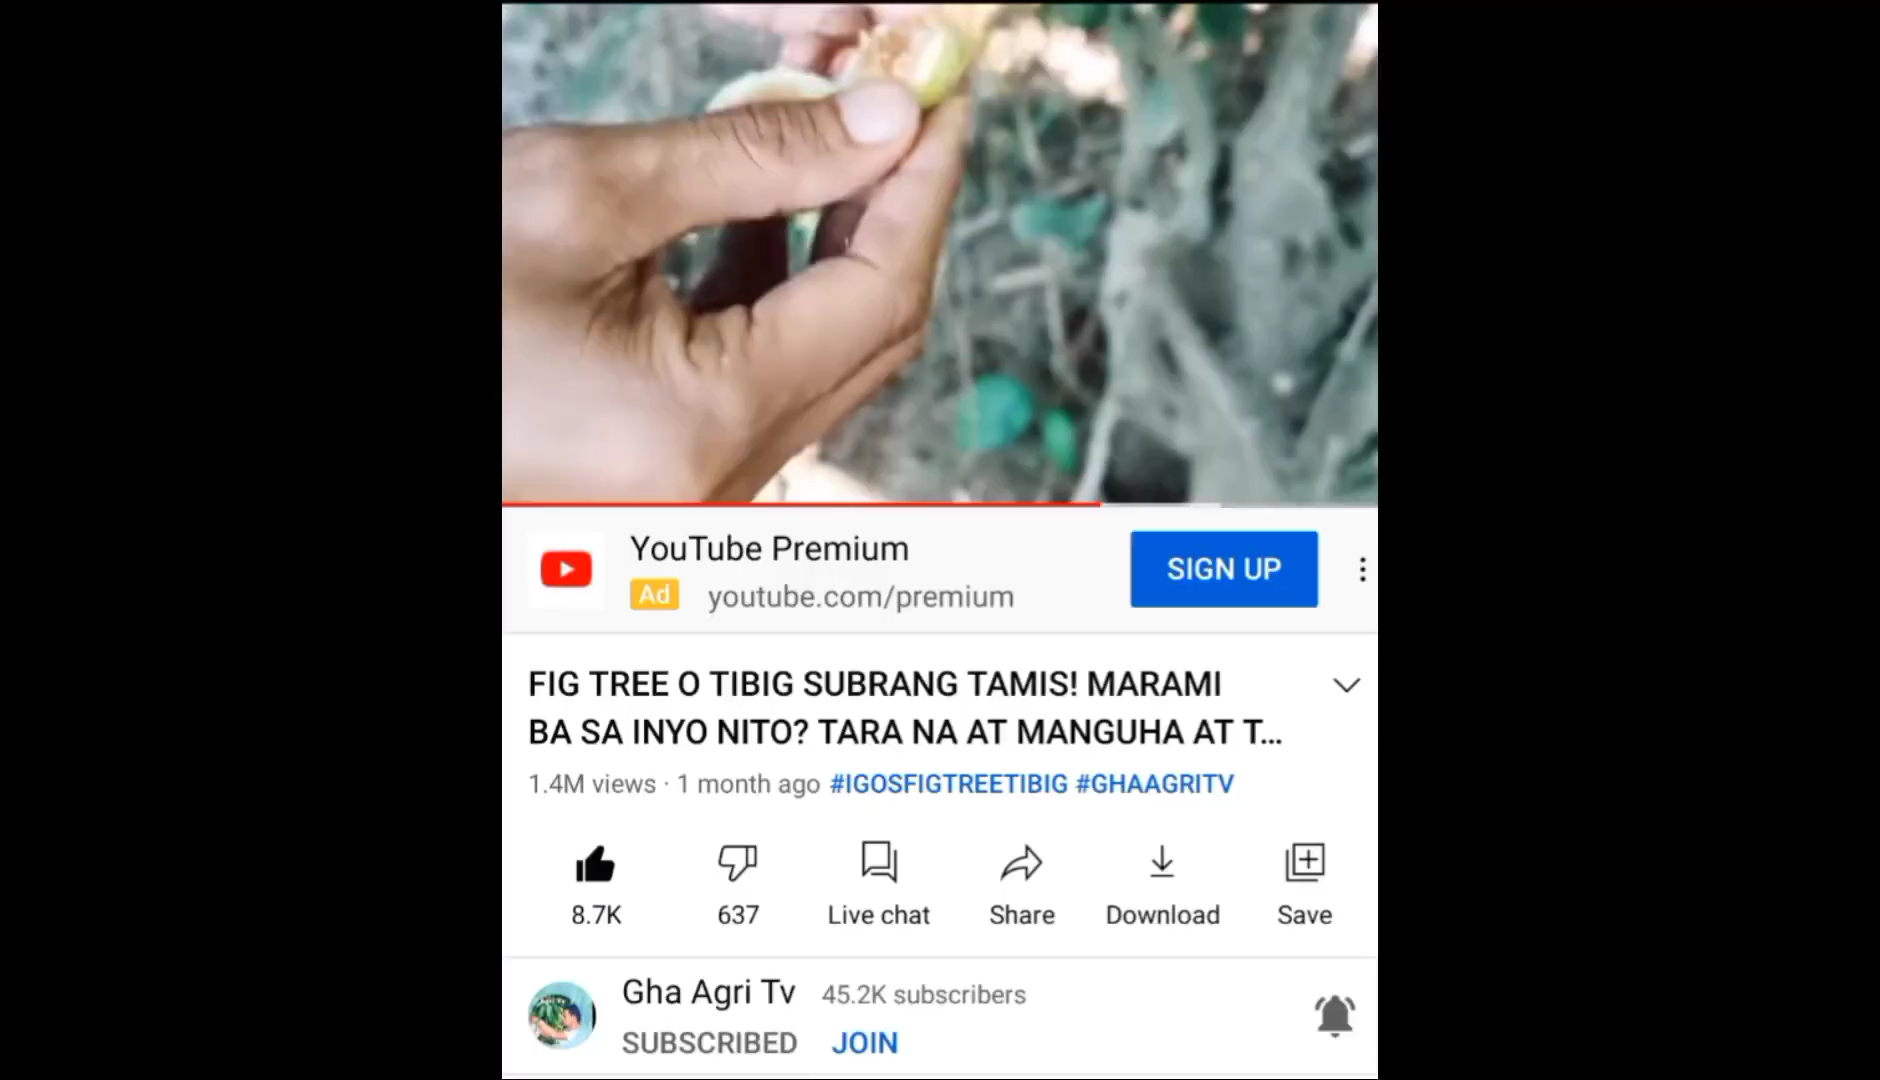 YouTube Premium
SIGN UP
Ad youtube.com/premium
FIG TREE O TIBIG SUBRANG TAMIS! MARAMI
BA SA INYO NITO? TARA NA AT MANGUHA AT T...
1.4M views · 1 month ago #IGOSFIGTREETIBIG #GHAAGRITV
8.7K 637 Live chat Share Download Save
Gha Agri Tv 45.2K subscribers
SUBSCRIBED JOIN